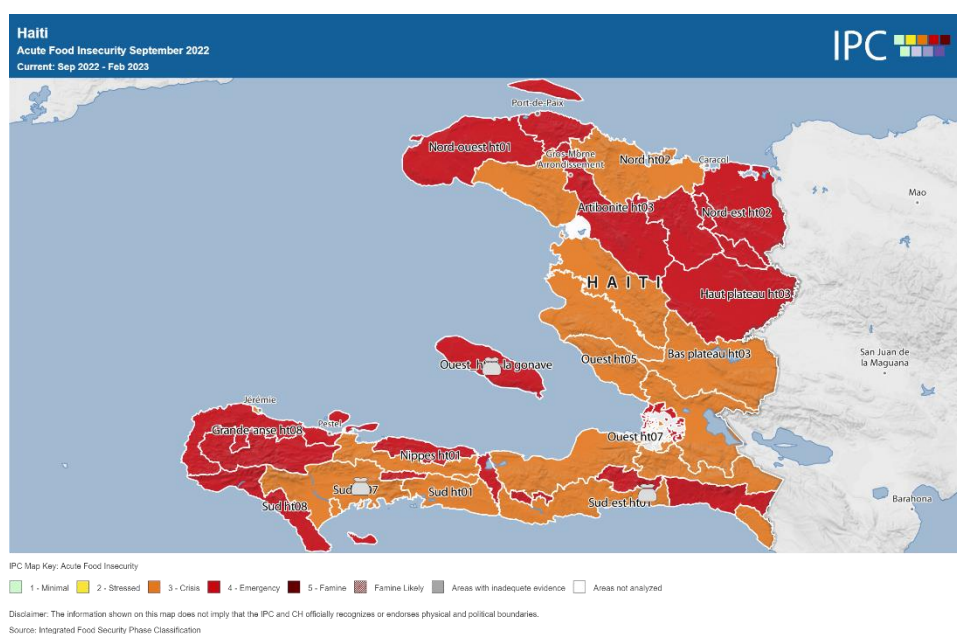 Haiti
Acute Food Insecurity September 2022
Current: Sep 2022 - Feb 2023
IPC
Port-de-Paix
Nord-ouest ht01
Gros-Morne
Arrondissement
Nord ht02
Caracol
Mao
Artibonite ht03
Nord-est ht02
HAITI
Haut plateau ht03
Ouest la gonave
Ouest ht05
Bas plateau ht03
San Juan de
la Maguana
Jérémie
Grande-anse ht08
Pestel
Ouest ht07
Nippes ht01
Sud
Sud ht01
Sud ht08
Sud-est ht01
Barahona
IPC Map Key: Acute Food Insecurity
1 - Minimal 2 - Stressed 3 - Crisis 4 - Emergency 5 - Famine Famine Likely Areas with inadequete evidence Areas not analyzed
Disclaimer: The information shown on this map does not imply that the IPC and CH officially recognizes or endorses physical and political boundaries.
Source: Integrated Food Security Phase Classification